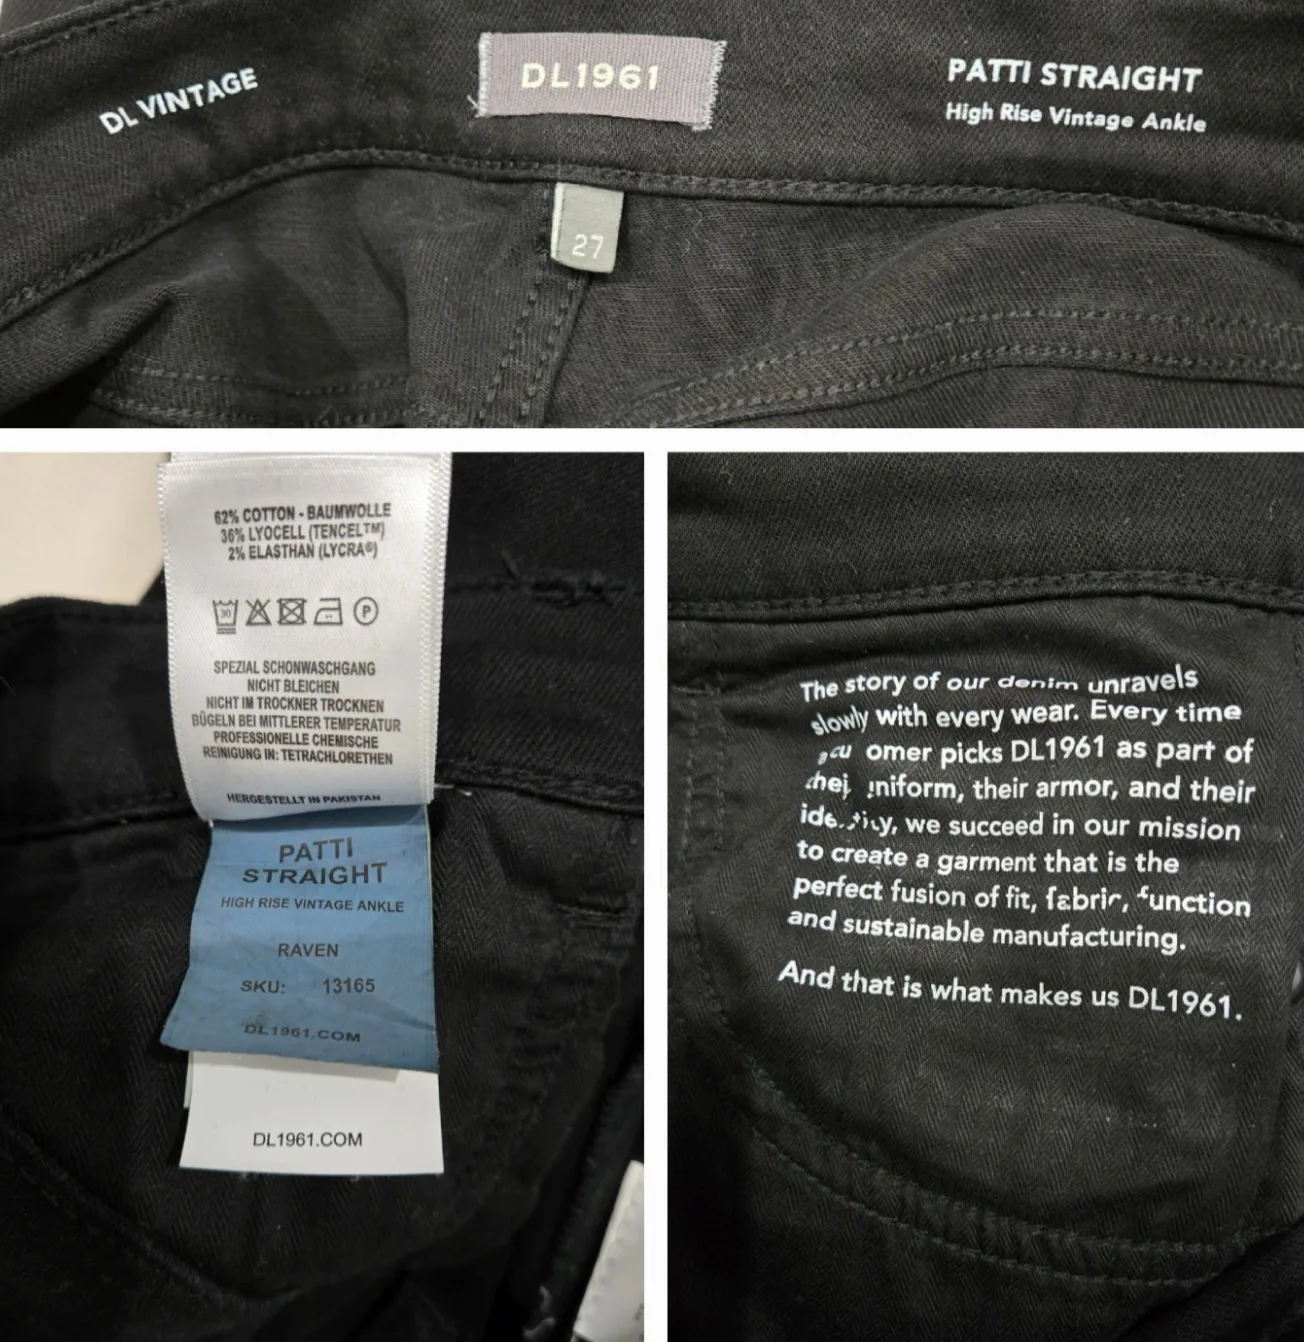 DL VINTAGE
DL1961
PATTI STRAIGHT
High Rise Vintage Ankle
27
62% COTTON - BAUMWOLLE
36% LYOCELL (TENCEL™)
2% ELASTHAN (LYCRA®)
30
P
SPEZIAL SCHONWASCHGANG
NICHT BLEICHEN
NICHT IM TROCKNER TROCKNEN
BÜGELN BEI MITTLERER TEMPERATUR
PROFESSIONELLE CHEMISCHE
REINIGUNG IN: TETRACHLORETHEN
HERGESTELLT IN PAKISTAN
PATTI
STRAIGHT
HIGH RISE VINTAGE ANKLE
RAVEN
SKU: 13165
DL1961.COM
DL1961.COM
The story of our denim unravels
slowly with every wear. Every time
omer picks DL1961 as part of
niform, their armor, and their
we succeed in our mission
to create a garment that is the
perfect fusion of fit, fabric, function
and sustainable manufacturing.
And that is what makes us DL1961.